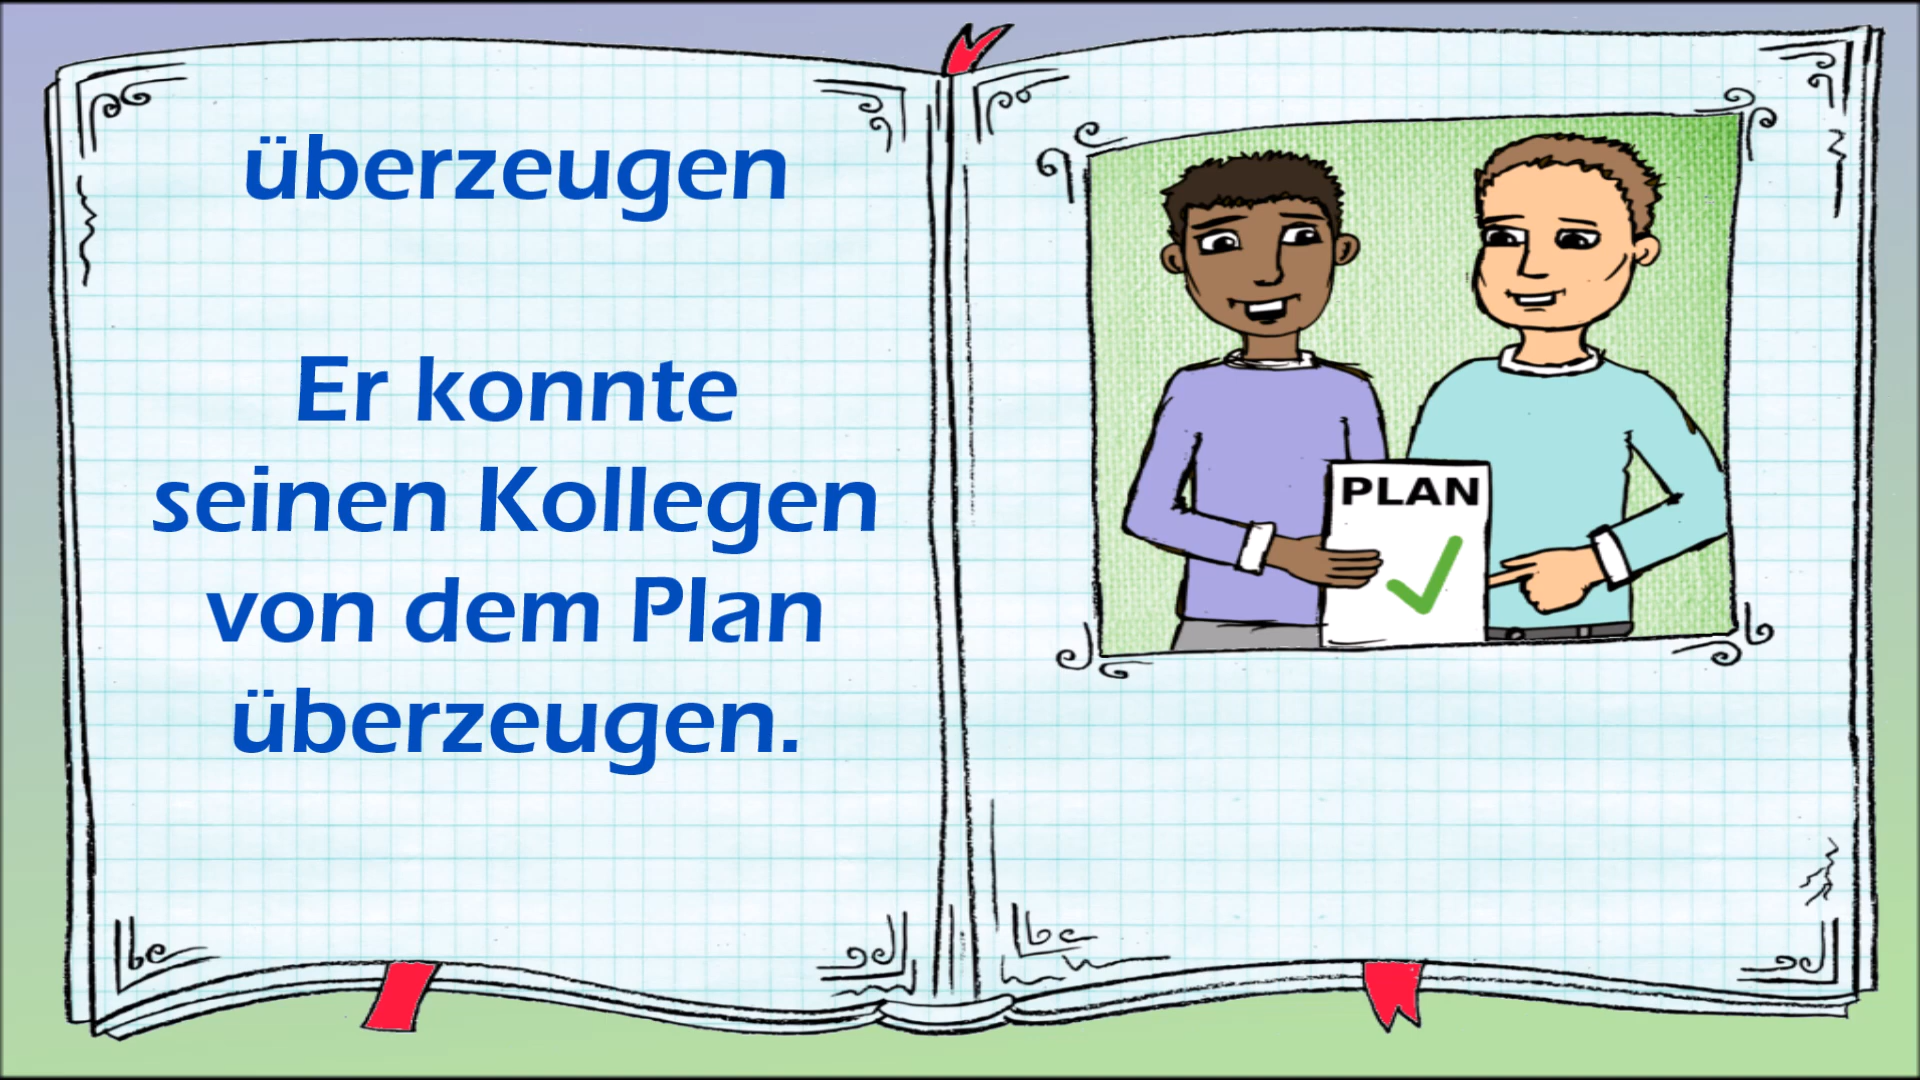 überzeugen
Er konnte
seinen Kollegen
von dem Plan
überzeugen.
PLAN